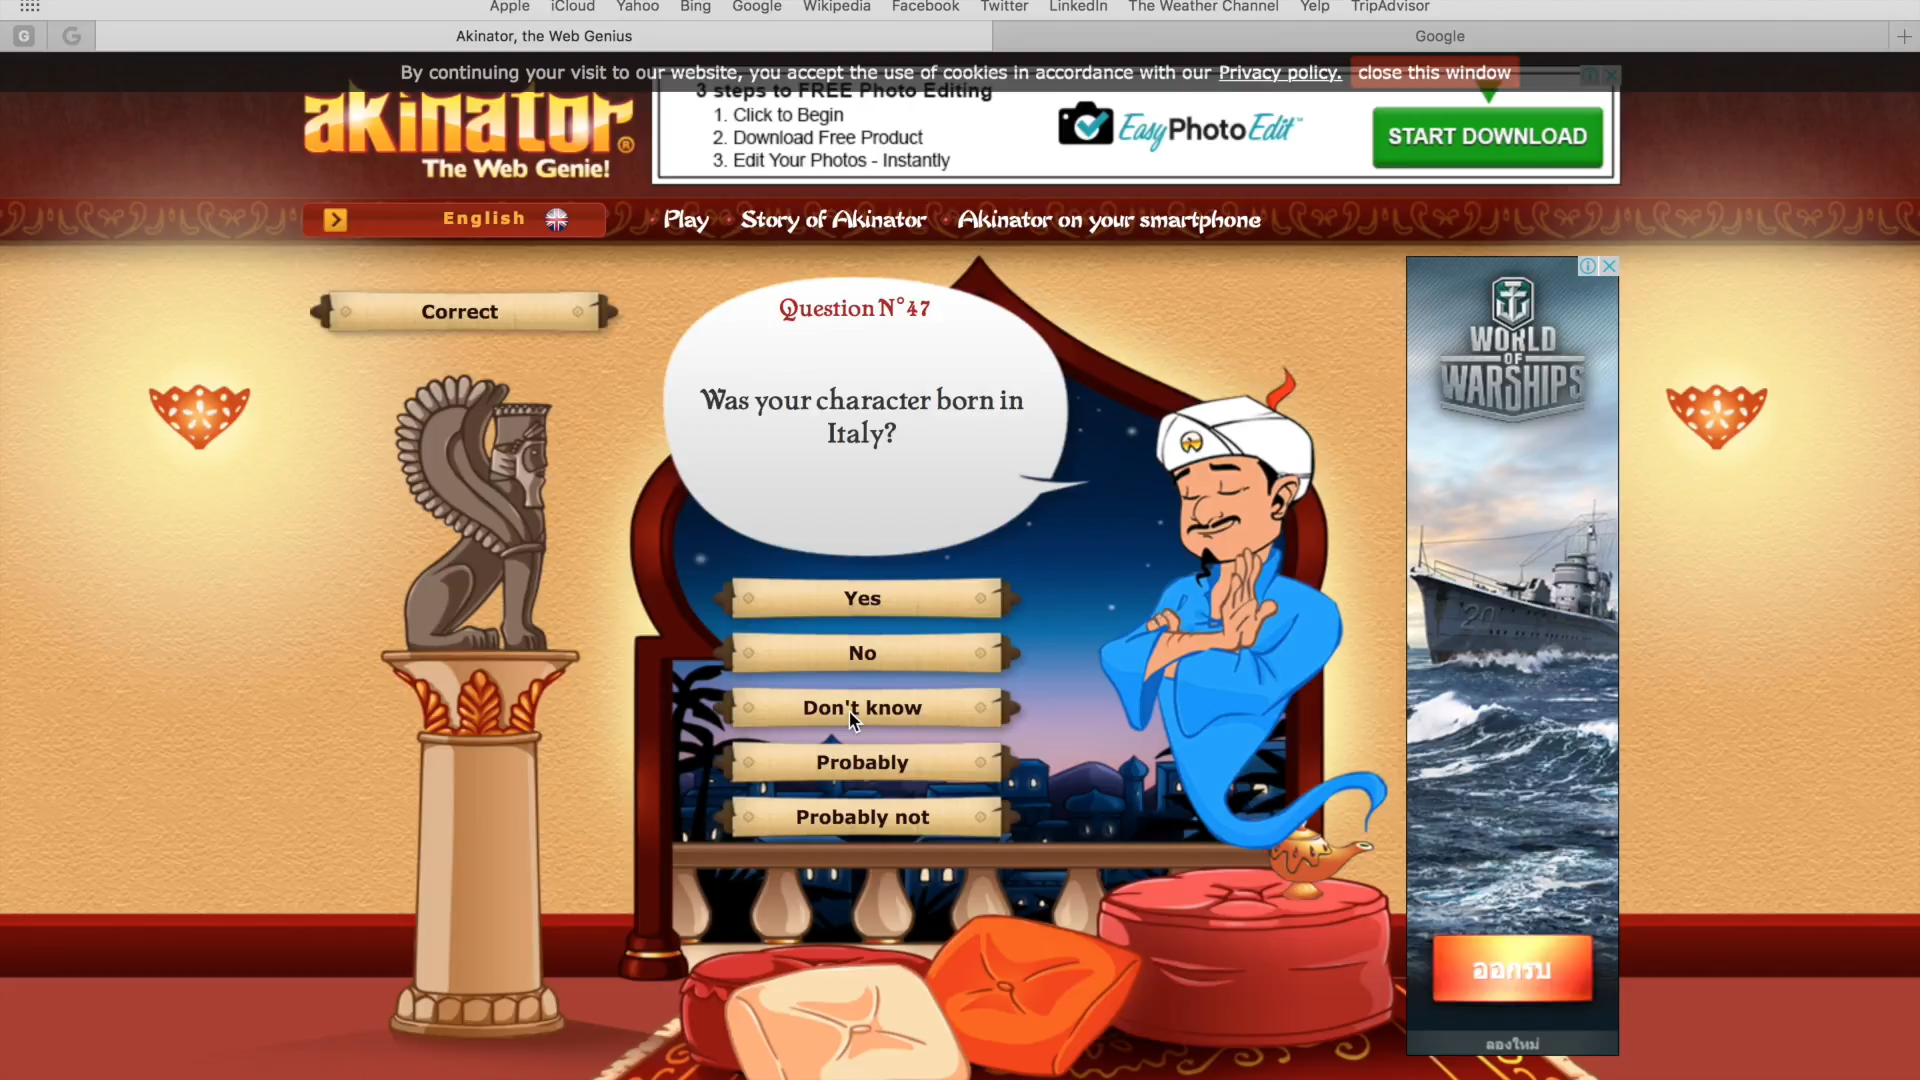 Apple iCloud Yahoo Bing Google Wikipedia Facebook Twitter LinkedIn The Weather Channel Yelp TripAdvisor
G G Akinator, the Web Genius Google +
By continuing your visit to our website, you accept the use of cookies in accordance with our Privacy policy. close this window
akinator®
The Web Genie!
3 steps to FREE Photo Editing
1. Click to Begin
2. Download Free Product
3. Edit Your Photos - Instantly
EasyPhotoEdit™
START DOWNLOAD
English
Play Story of Akinator Akinator on your smartphone
Correct
Question N°47
Was your character born in
Italy?
Yes
No
Don't know
Probably
Probably not
WORLD
OF
WARSHIPS
20
ออกรบ
ลองใหม่